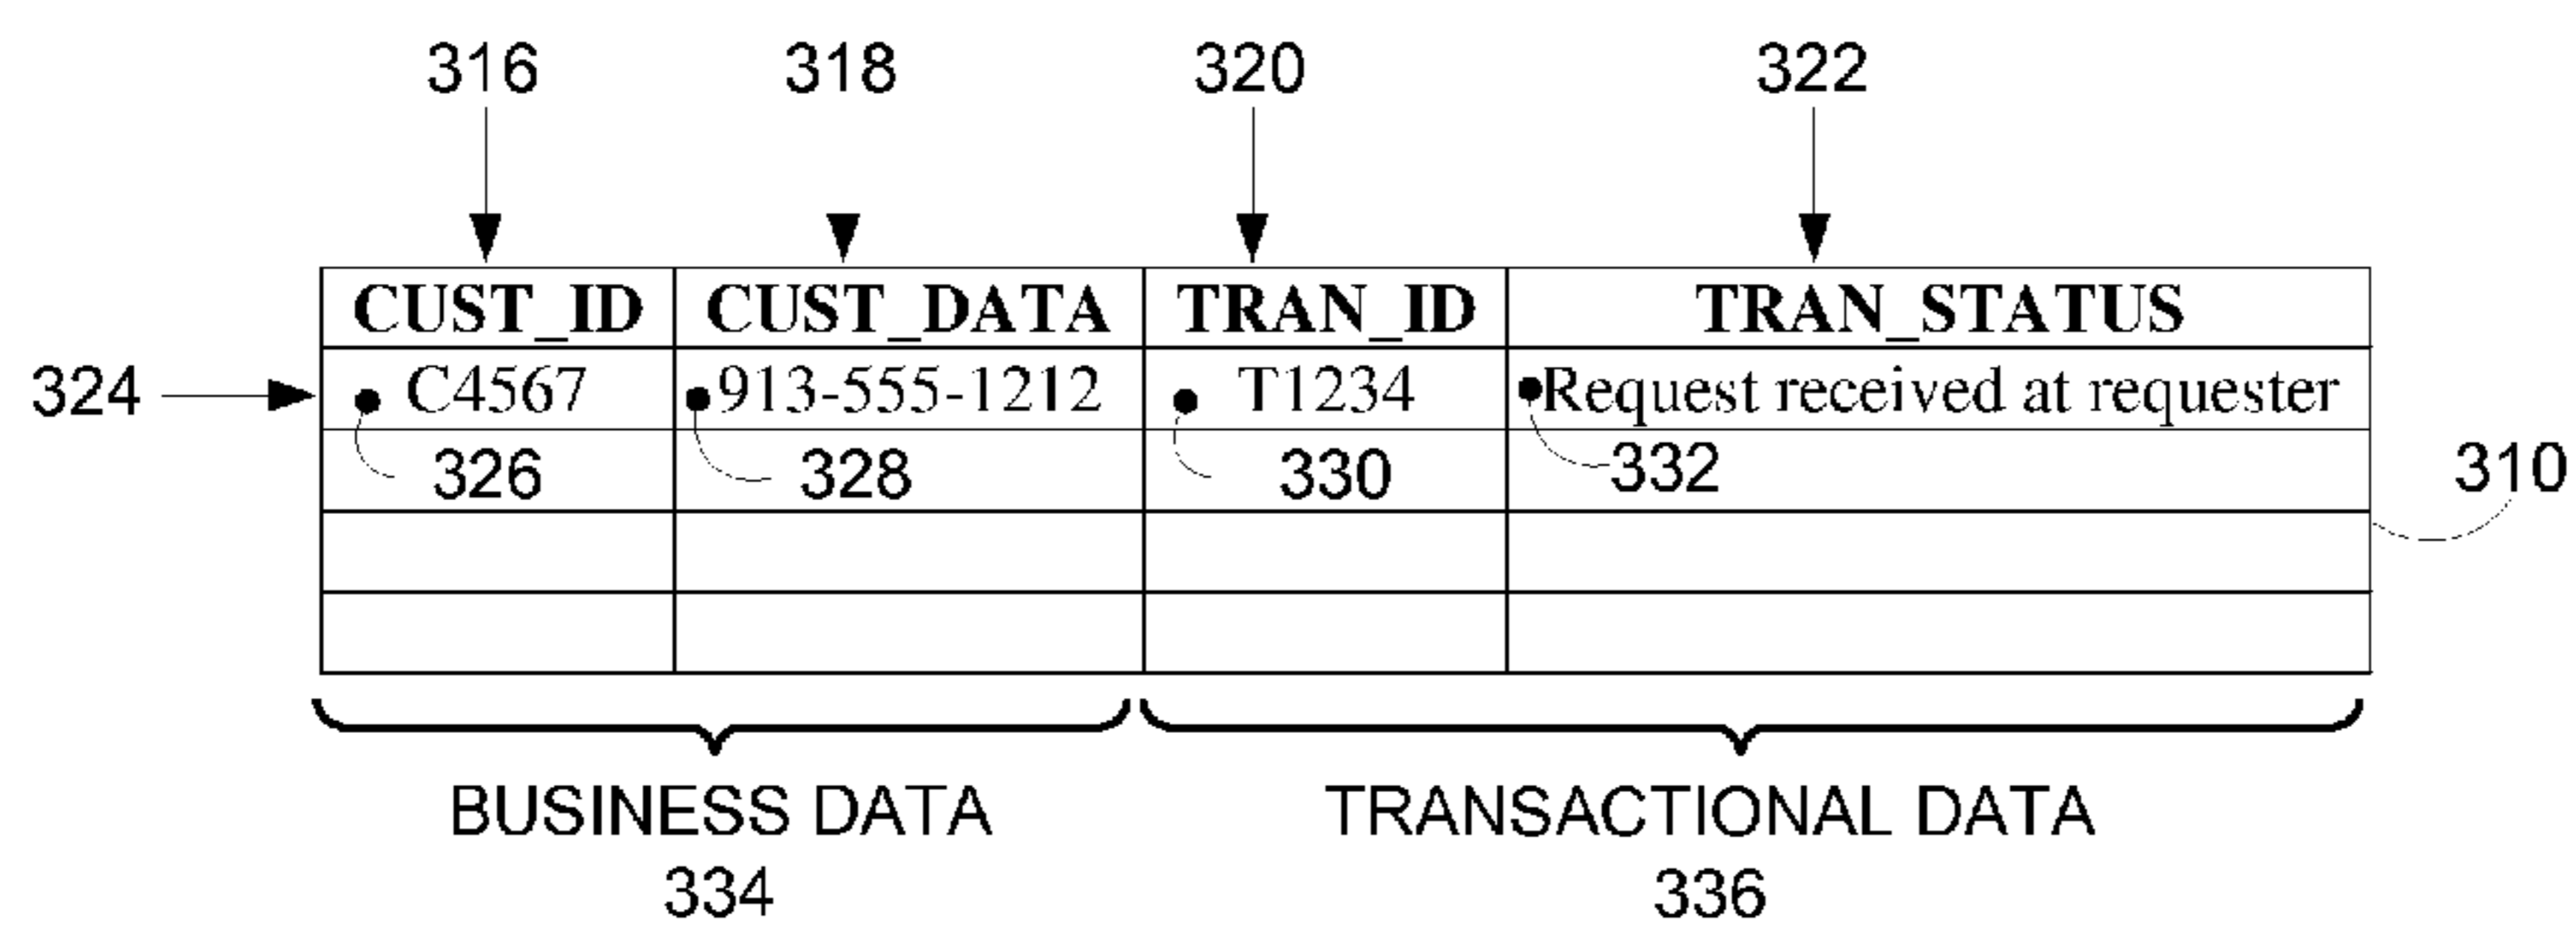 316 318 320 322
CUST_ID CUST_DATA TRAN_ID TRAN_STATUS
324 C4567 913-555-1212 T1234 Request received at requester
326 328 330 332 310
BUSINESS DATA TRANSACTIONAL DATA
334 336